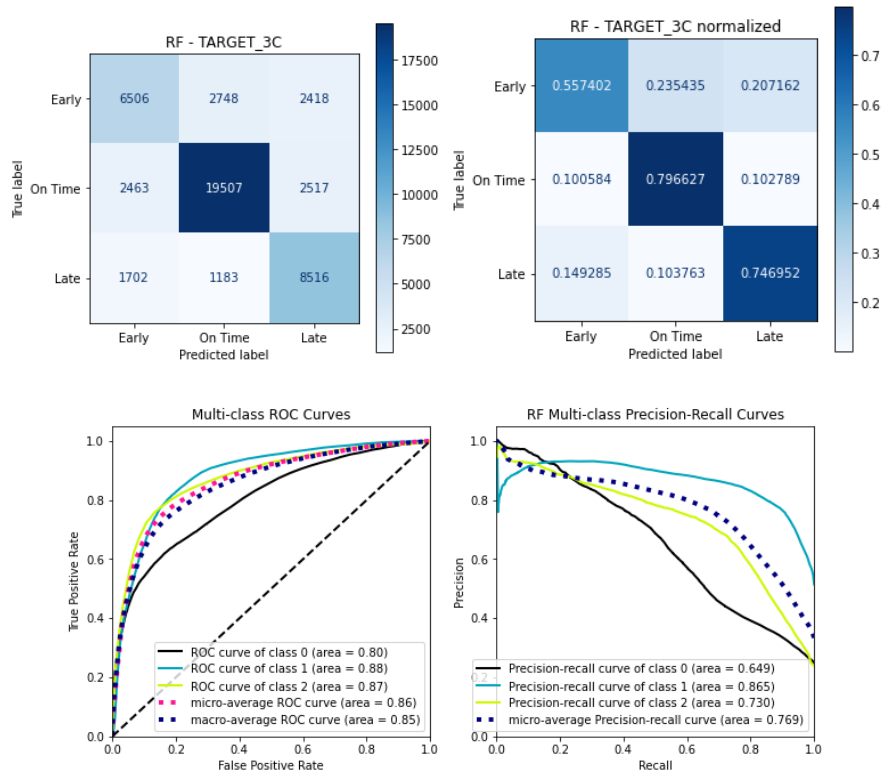 RF - TARGET_3C
True label
Early
On Time
Late
6506 2748 2418
2463 19507 2517
1702 1183 8516
Early On Time Late
Predicted label
17500
15000
12500
10000
7500
5000
2500
RF - TARGET_3C normalized
True label
Early
On Time
Late
0.557402 0.235435 0.207162
0.100584 0.796627 0.102789
0.149285 0.103763 0.746952
Early On Time Late
Predicted label
0.7
0.6
0.5
0.4
0.3
0.2
Multi-class ROC Curves
True Positive Rate
1.0
0.8
0.6
0.4
0.2
0.0
ROC curve of class 0 (area = 0.80)
ROC curve of class 1 (area = 0.88)
ROC curve of class 2 (area = 0.87)
micro-average ROC curve (area = 0.86)
macro-average ROC curve (area = 0.85)
0.0 0.2 0.4 0.6 0.8 1.0
False Positive Rate
RF Multi-class Precision-Recall Curves
Precision
1.0
0.8
0.6
0.4
0.2
0.0
Precision-recall curve of class 0 (area = 0.649)
Precision-recall curve of class 1 (area = 0.865)
Precision-recall curve of class 2 (area = 0.730)
micro-average Precision-recall curve (area = 0.769)
0.0 0.2 0.4 0.6 0.8 1.0
Recall